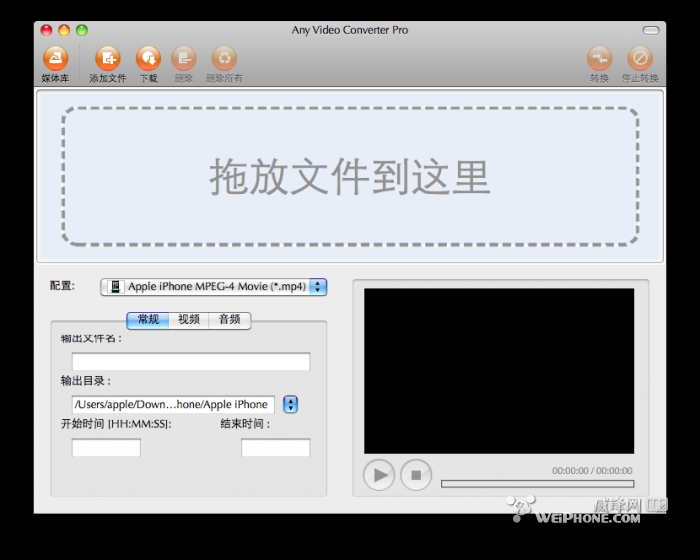 Any Video Converter Pro
媒体库 添加文件 下载 删除 删除所有 转换 停止转换
拖放文件到这里
配置: Apple iPhone MPEG-4 Movie (*.mp4)
常规 视频 音频
输出文件名:
输出目录:
/Users/apple/Down...hone/Apple iPhone
开始时间 [HH:MM:SS]: 结束时间:
00:00:00 / 00:00:00
威锋网
WEIPHONE.COM